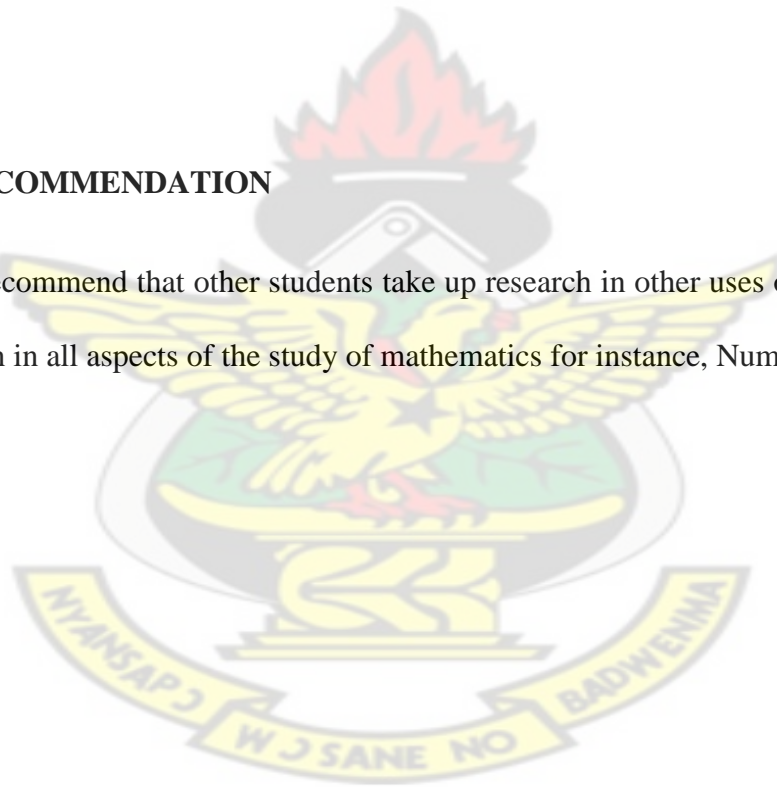 COMMENDATION
ecommend that other students take up research in other uses
in all aspects of the study of mathematics for instance, Num
NYANSAPƆ WƆSANE NO BADWENMA